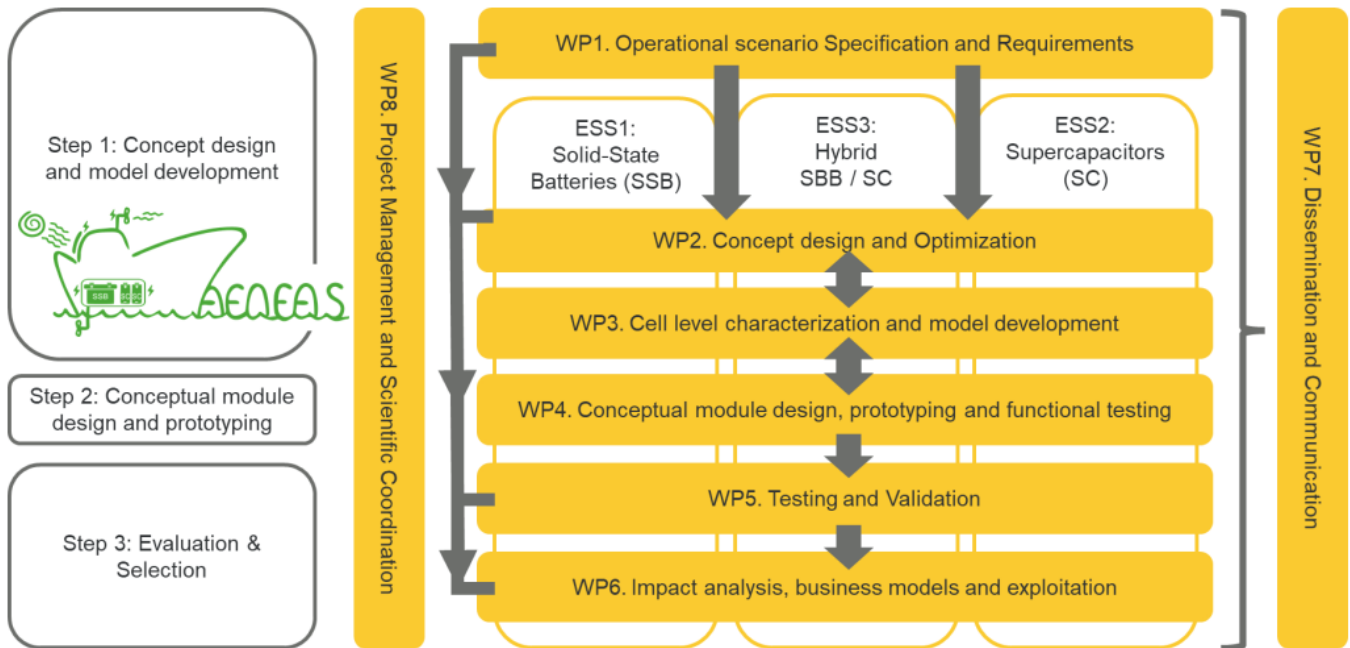 Step 1: Concept design
and model development
SSB
SC
SC
AENEAS
Step 2: Conceptual module
design and prototyping
Step 3: Evaluation &
Selection
WP8. Project Management and Scientific Coordination
WP1. Operational scenario Specification and Requirements
ESS1:
Solid-State
Batteries (SSB)
ESS3:
Hybrid
SBB / SC
ESS2:
Supercapacitors
(SC)
WP2. Concept design and Optimization
WP3. Cell level characterization and model development
WP4. Conceptual module design, prototyping and functional testing
WP5. Testing and Validation
WP6. Impact analysis, business models and exploitation
WP7. Dissemination and Communication